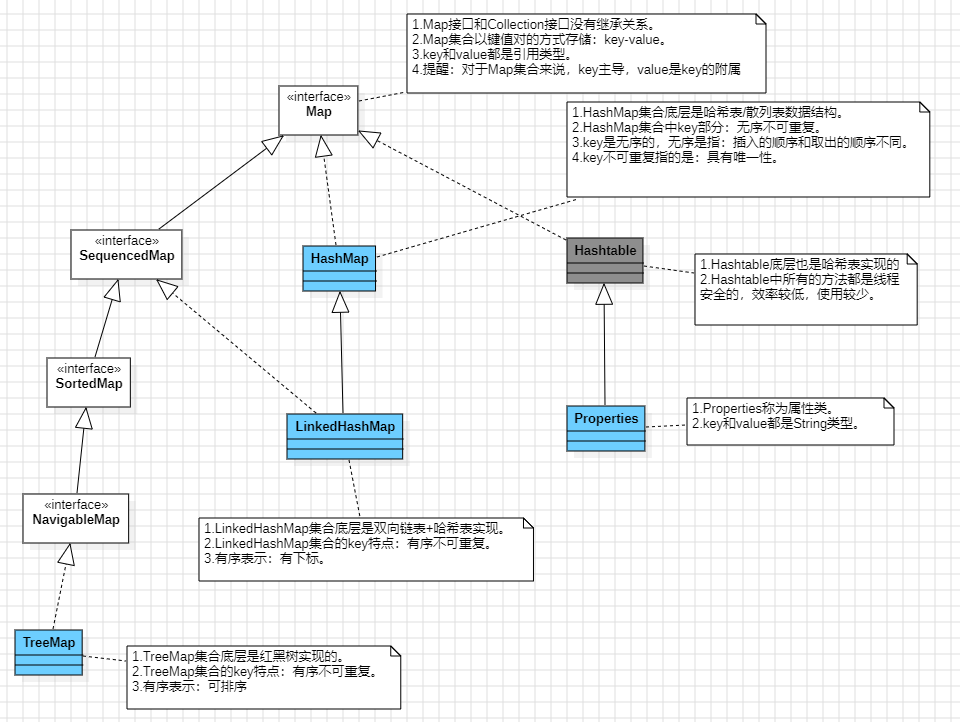 1.Map接口和Collection接口没有继承关系。
2.Map集合以键值对的方式存储：key-value。
3.key和value都是引用类型。
4.提醒：对于Map集合来说，key主导，value是key的附属
«interface»
Map
1.HashMap集合底层是哈希表/散列表数据结构。
2.HashMap集合中key部分：无序不可重复。
3.key是无序的，无序是指：插入的顺序和取出的顺序不同。
4.key不可重复指的是：具有唯一性。
«interface»
SequencedMap
HashMap
Hashtable
1.Hashtable底层也是哈希表实现的
2.Hashtable中所有的方法都是线程
安全的，效率较低，使用较少。
«interface»
SortedMap
LinkedHashMap
Properties
1.Properties称为属性类。
2.key和value都是String类型。
«interface»
NavigableMap
1.LinkedHashMap集合底层是双向链表+哈希表实现。
2.LinkedHashMap集合的key特点：有序不可重复。
3.有序表示：有下标。
TreeMap
1.TreeMap集合底层是红黑树实现的。
2.TreeMap集合的key特点：有序不可重复。
3.有序表示：可排序